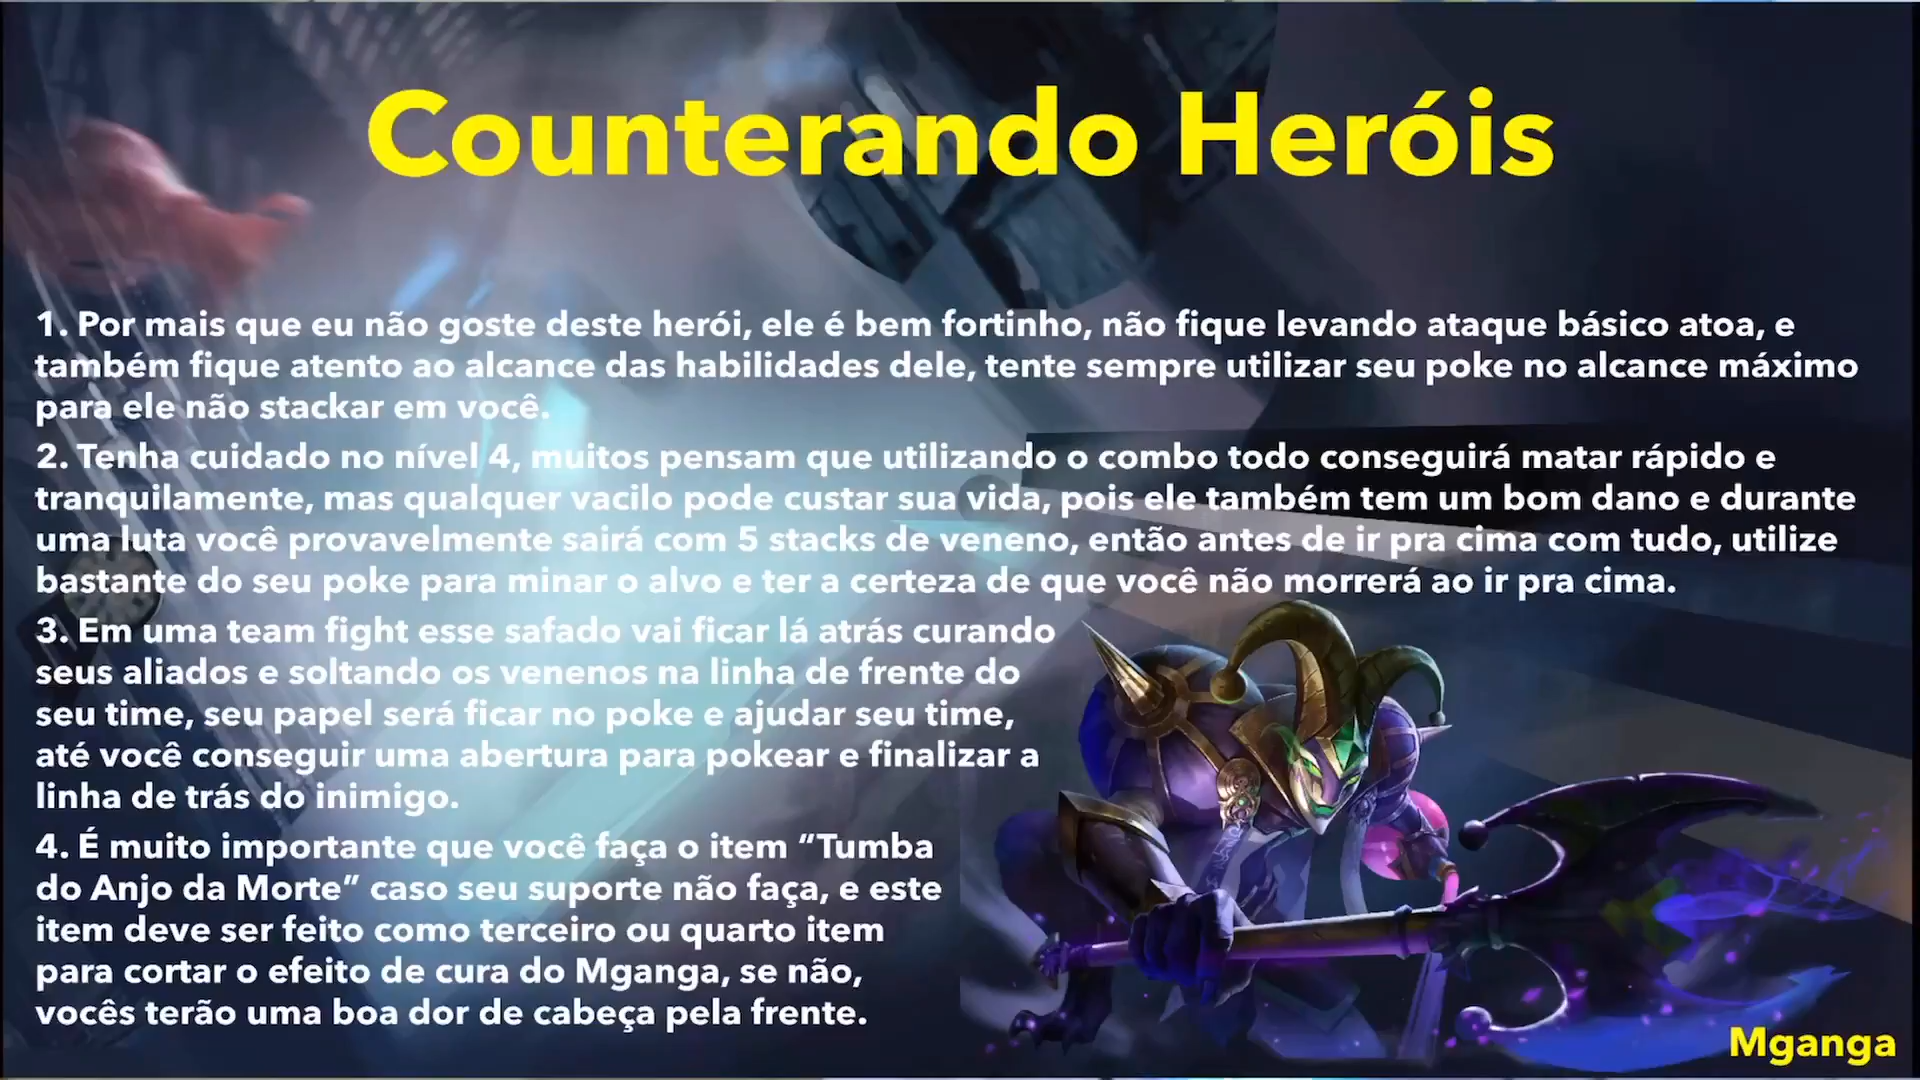 Counterando Heróis
1. Por mais que eu não goste deste herói, ele é bem fortinho, não fique levando ataque básico atoa, e
também fique atento ao alcance das habilidades dele, tente sempre utilizar seu poke no alcance máximo
para ele não stackar em você.
2. Tenha cuidado no nível 4, muitos pensam que utilizando o combo todo conseguirá matar rápido e
tranquilamente, mas qualquer vacilo pode custar sua vida, pois ele também tem um bom dano e durante
uma luta você provavelmente sairá com 5 stacks de veneno, então antes de ir pra cima com tudo, utilize
bastante do seu poke para minar o alvo e ter a certeza de que você não morrerá ao ir pra cima.
3. Em uma team fight esse safado vai ficar lá atrás curando
seus aliados e soltando os venenos na linha de frente do
seu time, seu papel será ficar no poke e ajudar seu time,
até você conseguir uma abertura para pokear e finalizar a
linha de trás do inimigo.
4. É muito importante que você faça o item “Tumba
do Anjo da Morte” caso seu suporte não faça, e este
item deve ser feito como terceiro ou quarto item
para cortar o efeito de cura do Mganga, se não,
vocês terão uma boa dor de cabeça pela frente.
Mganga